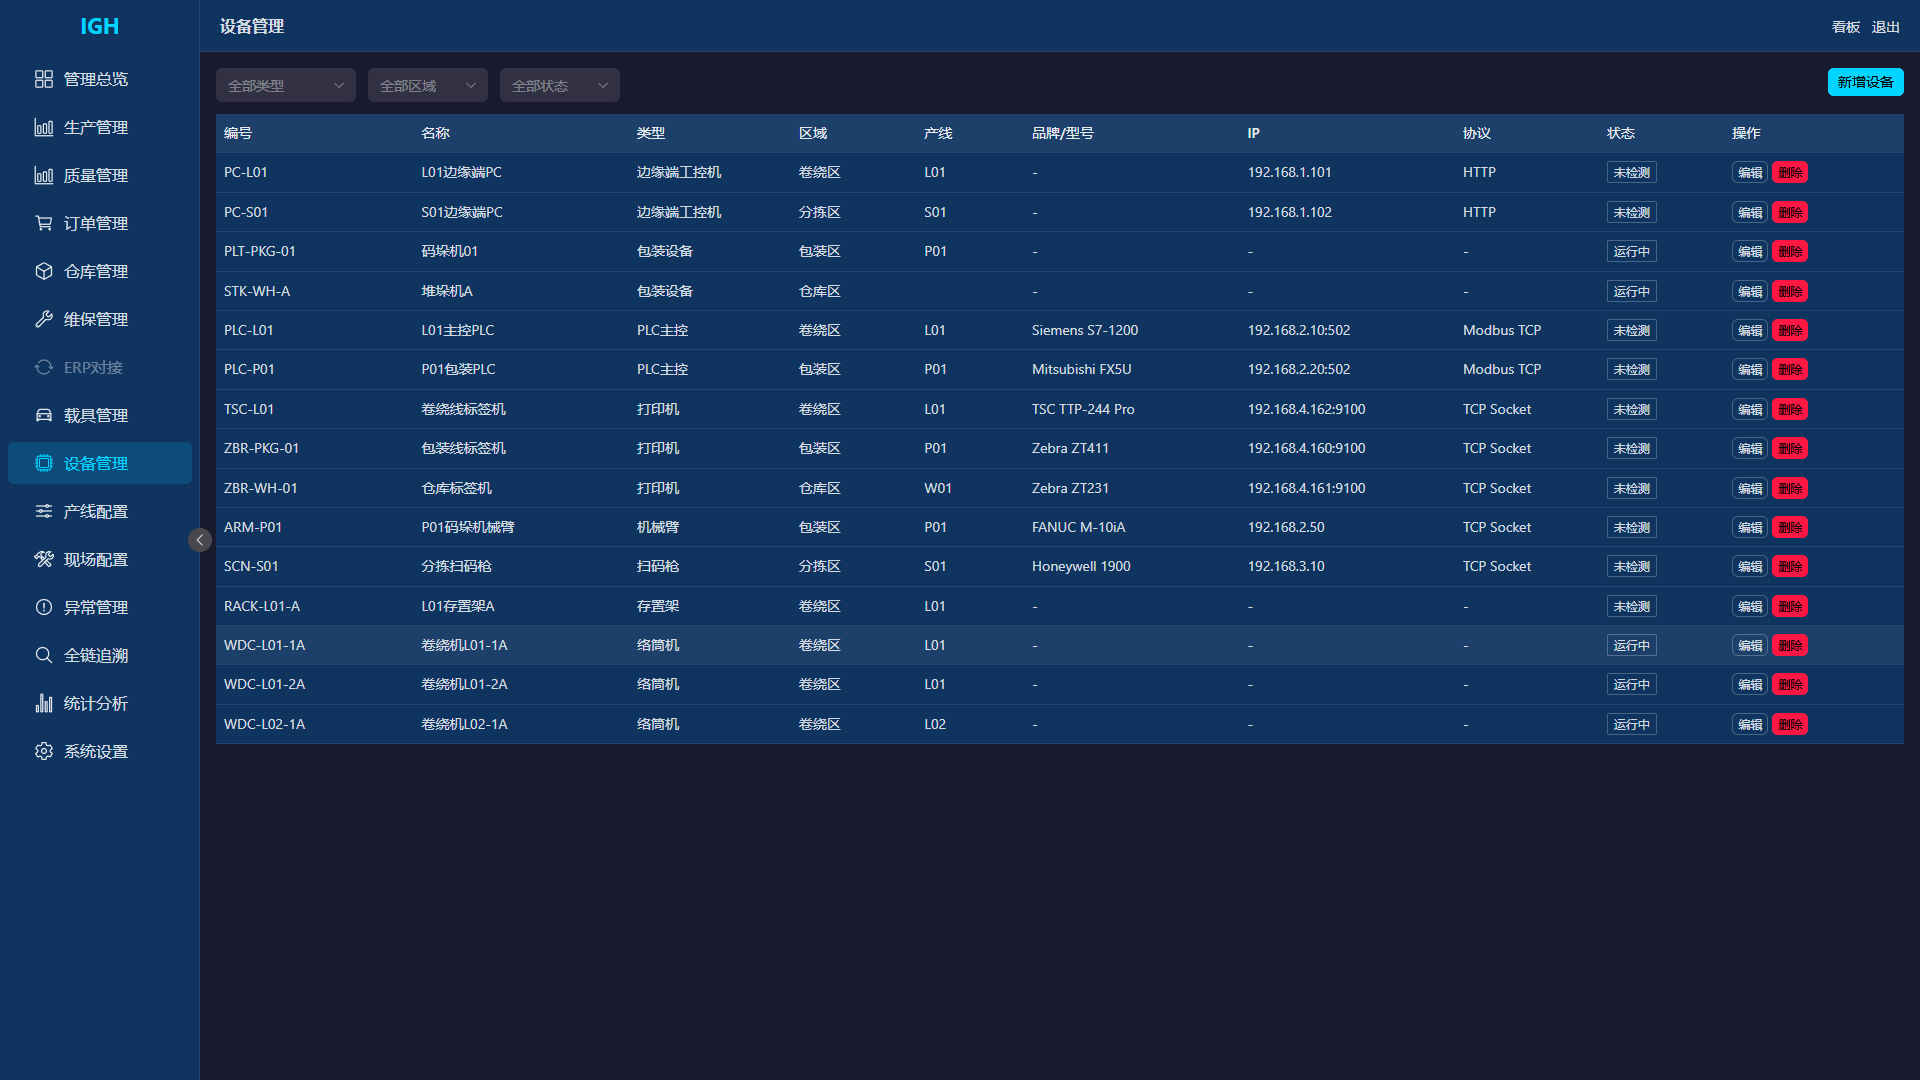 IGH
管理总览
生产管理
质量管理
订单管理
仓库管理
维保管理
ERP对接
载具管理
设备管理
产线配置
现场配置
异常管理
全链追溯
统计分析
系统设置
设备管理
看板 退出
全部类型 全部区域 全部状态 新增设备
编号 名称 类型 区域 产线 品牌/型号 IP 协议 状态 操作
PC-L01 L01边缘端PC 边缘端工控机 卷绕区 L01 - 192.168.1.101 HTTP 未检测 编辑 删除
PC-S01 S01边缘端PC 边缘端工控机 分拣区 S01 - 192.168.1.102 HTTP 未检测 编辑 删除
PLT-PKG-01 码垛机01 包装设备 包装区 P01 - - - 运行中 编辑 删除
STK-WH-A 堆垛机A 包装设备 仓库区 - - - 运行中 编辑 删除
PLC-L01 L01主控PLC PLC主控 卷绕区 L01 Siemens S7-1200 192.168.2.10:502 Modbus TCP 未检测 编辑 删除
PLC-P01 P01包装PLC PLC主控 包装区 P01 Mitsubishi FX5U 192.168.2.20:502 Modbus TCP 未检测 编辑 删除
TSC-L01 卷绕线标签机 打印机 卷绕区 L01 TSC TTP-244 Pro 192.168.4.162:9100 TCP Socket 未检测 编辑 删除
ZBR-PKG-01 包装线标签机 打印机 包装区 P01 Zebra ZT411 192.168.4.160:9100 TCP Socket 未检测 编辑 删除
ZBR-WH-01 仓库标签机 打印机 仓库区 W01 Zebra ZT231 192.168.4.161:9100 TCP Socket 未检测 编辑 删除
ARM-P01 P01码垛机械臂 机械臂 包装区 P01 FANUC M-10iA 192.168.2.50 TCP Socket 未检测 编辑 删除
SCN-S01 分拣扫码枪 扫码枪 分拣区 S01 Honeywell 1900 192.168.3.10 TCP Socket 未检测 编辑 删除
RACK-L01-A L01存置架A 存置架 卷绕区 L01 - - - 未检测 编辑 删除
WDC-L01-1A 卷绕机L01-1A 络筒机 卷绕区 L01 - - - 运行中 编辑 删除
WDC-L01-2A 卷绕机L01-2A 络筒机 卷绕区 L01 - - - 运行中 编辑 删除
WDC-L02-1A 卷绕机L02-1A 络筒机 卷绕区 L02 - - - 运行中 编辑 删除